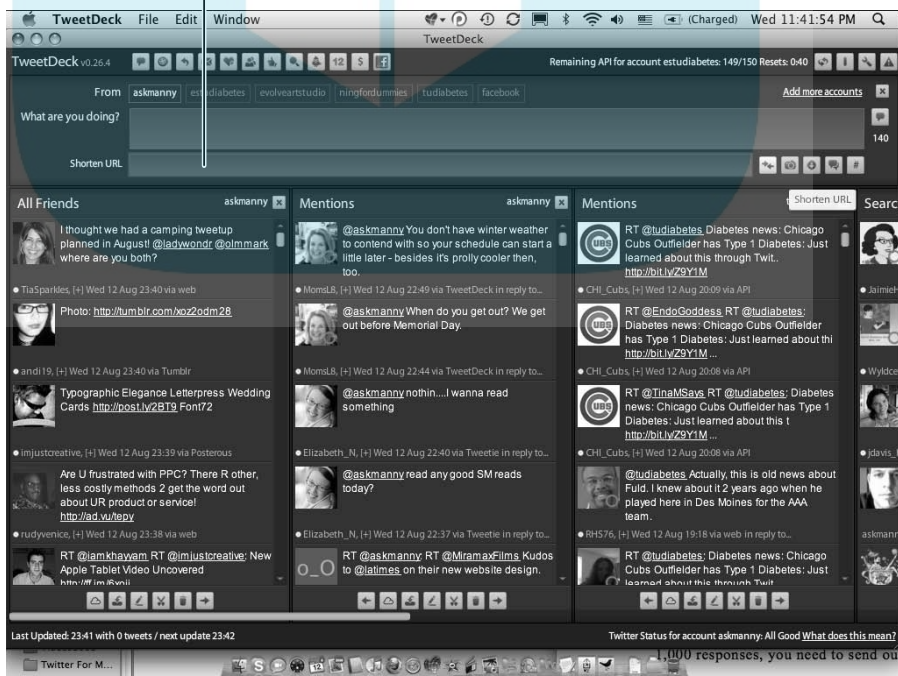 TweetDeck File Edit Window (Charged) Wed 11:41:54 PM
TweetDeck
TweetDeck v0.26.4 12 $ f Remaining API for account estudiabetes: 149/150 Resets: 0:40
From askmanny estudiabetes evolveartstudio ningfordummies tudiabetes facebook Add more accounts
What are you doing?
140
Shorten URL #
Shorten URL
All Friends askmanny
I thought we had a camping tweetup
planned in August! @ladywondr @olmmark
where are you both?
TiaSparkles, [+] Wed 12 Aug 23:40 via web
Photo: http://tumblr.com/xoz2odm28
andi19, [+] Wed 12 Aug 23:40 via Tumblr
Typographic Elegance Letterpress Wedding
Cards http://post.ly/2BT9 Font72
imjustcreative, [+] Wed 12 Aug 23:39 via Posterous
Are U frustrated with PPC? There R other,
less costly methods 2 get the word out
about UR product or service!
http://ad.vu/tepy
rudyvenice, [+] Wed 12 Aug 23:38 via web
RT @iamkhayyam RT @imjustcreative: New
Apple Tablet Video Uncovered
Mentions askmanny
@askmanny You don't have winter weather
to contend with so your schedule can start a
little later - besides it's prolly cooler then,
too.
MomsL8, [+] Wed 12 Aug 22:49 via TweetDeck in reply to...
@askmanny When do you get out? We get
out before Memorial Day.
MomsL8, [+] Wed 12 Aug 22:44 via TweetDeck in reply to...
@askmanny nothin....I wanna read
something
Elizabeth_N, [+] Wed 12 Aug 22:40 via Tweetie in reply to...
@askmanny read any good SM reads
today?
Elizabeth_N, [+] Wed 12 Aug 22:37 via Tweetie in reply to...
o_O
RT @askmanny: RT @MiramaxFilms Kudos
to @latimes on their new website design.
Mentions
CUBS
RT @tudiabetes Diabetes news: Chicago
Cubs Outfielder has Type 1 Diabetes: Just
learned about this through Twit..
http://bit.ly/Z9Y1M
CHI_Cubs, [+] Wed 12 Aug 20:09 via API
CUBS
RT @EndoGoddess RT @tudiabetes:
Diabetes news: Chicago Cubs Outfielder
has Type 1 Diabetes: Just learned about thi
http://bit.ly/Z9Y1M ...
CHI_Cubs, [+] Wed 12 Aug 20:08 via API
CUBS
RT @TinaMSays RT @tudiabetes: Diabetes
news: Chicago Cubs Outfielder has Type 1
Diabetes: Just learned about this t
http://bit.ly/Z9Y1M ...
CHI_Cubs, [+] Wed 12 Aug 20:08 via API
@tudiabetes Actually, this is old news about
Fuld. I knew about it 2 years ago when he
played here in Des Moines for the AAA
team.
RHS76, [+] Wed 12 Aug 19:18 via web in reply to...
RT @tudiabetes: Diabetes news: Chicago
Cubs Outfielder has Type 1 Diabetes: Just
learned about this through Twit
Searc
JaimieH
Wyldce
jdavis_
askmann
Last Updated: 23:41 with 0 tweets / next update 23:42 Twitter Status for account askmanny: All Good What does this mean?
Twitter For M...
1,000 responses, you need to send ou